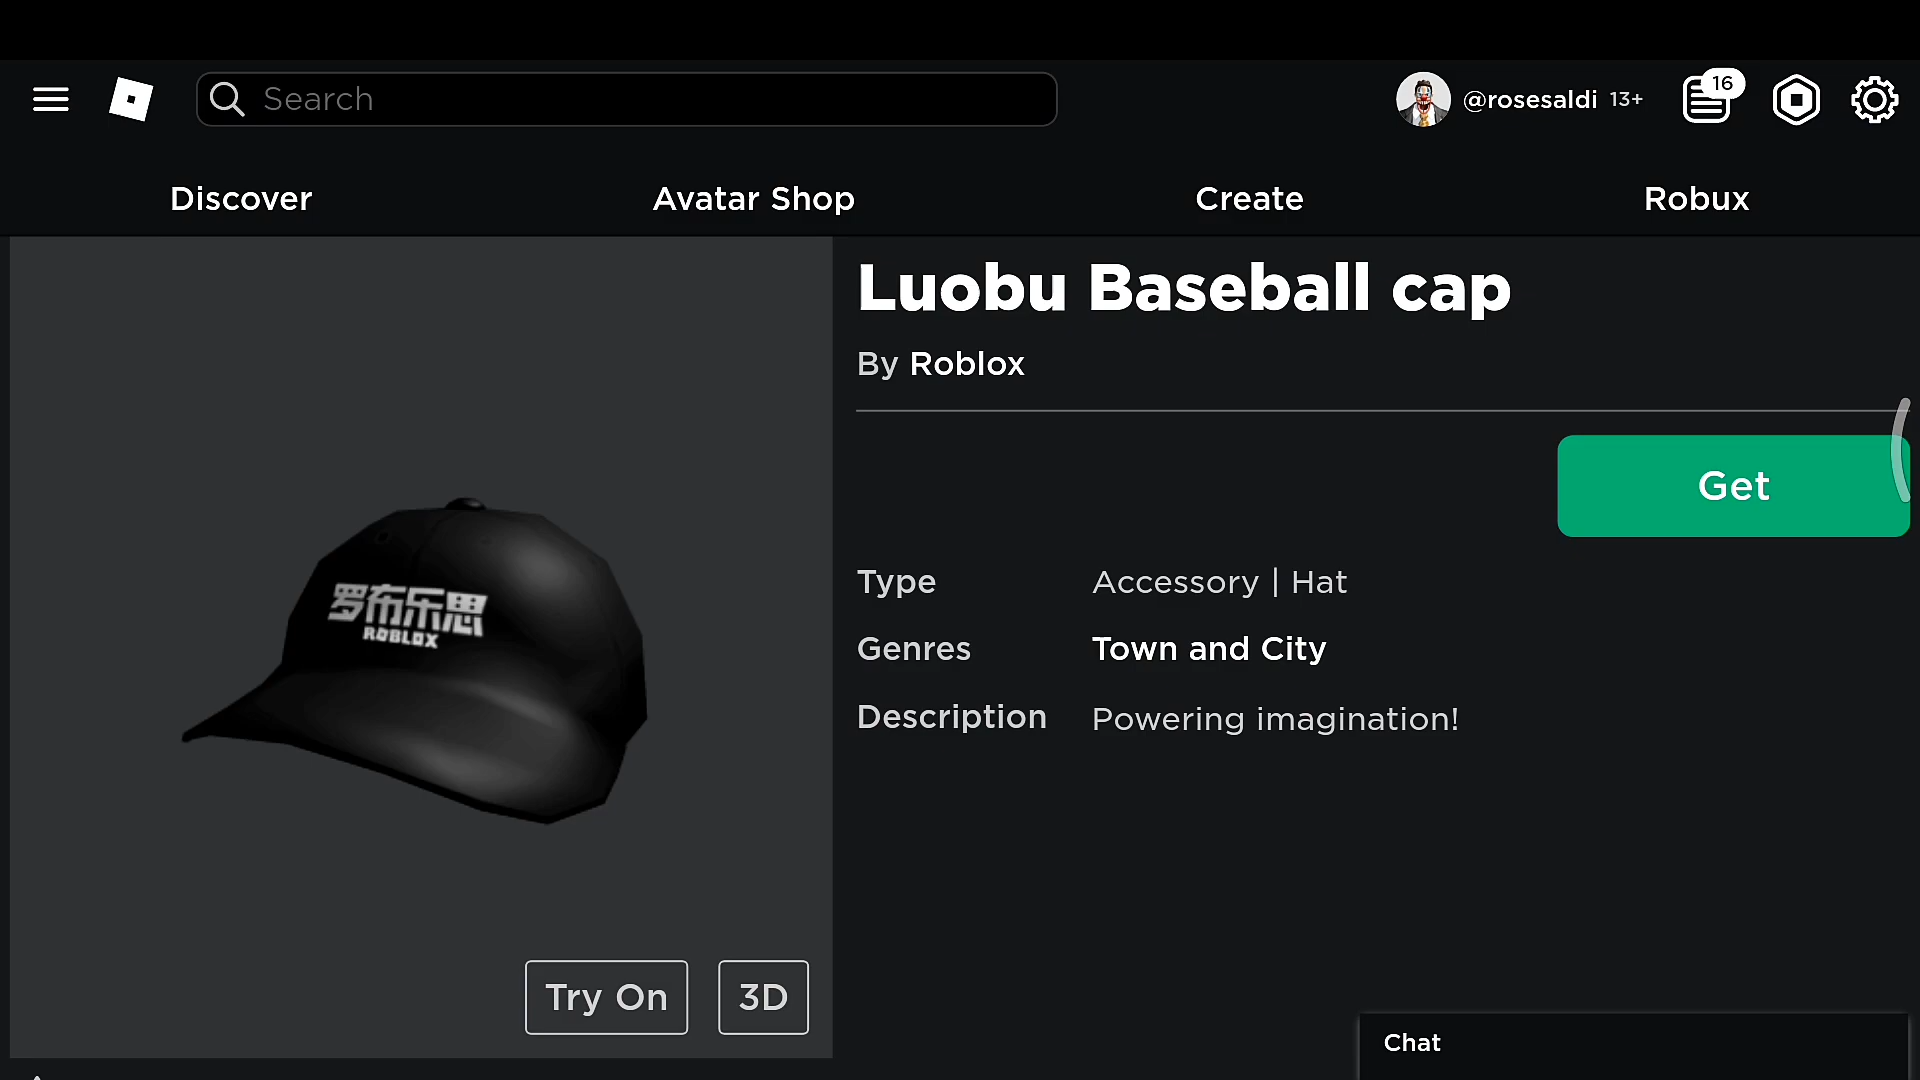 Search
@rosesaldi 13+
16
Discover
Avatar Shop
Create
Robux
Luobu Baseball cap
By Roblox
Get
Type
Accessory | Hat
Genres
Town and City
Description
Powering imagination!
罗布乐思
ROBLOX
Try On
3D
Chat